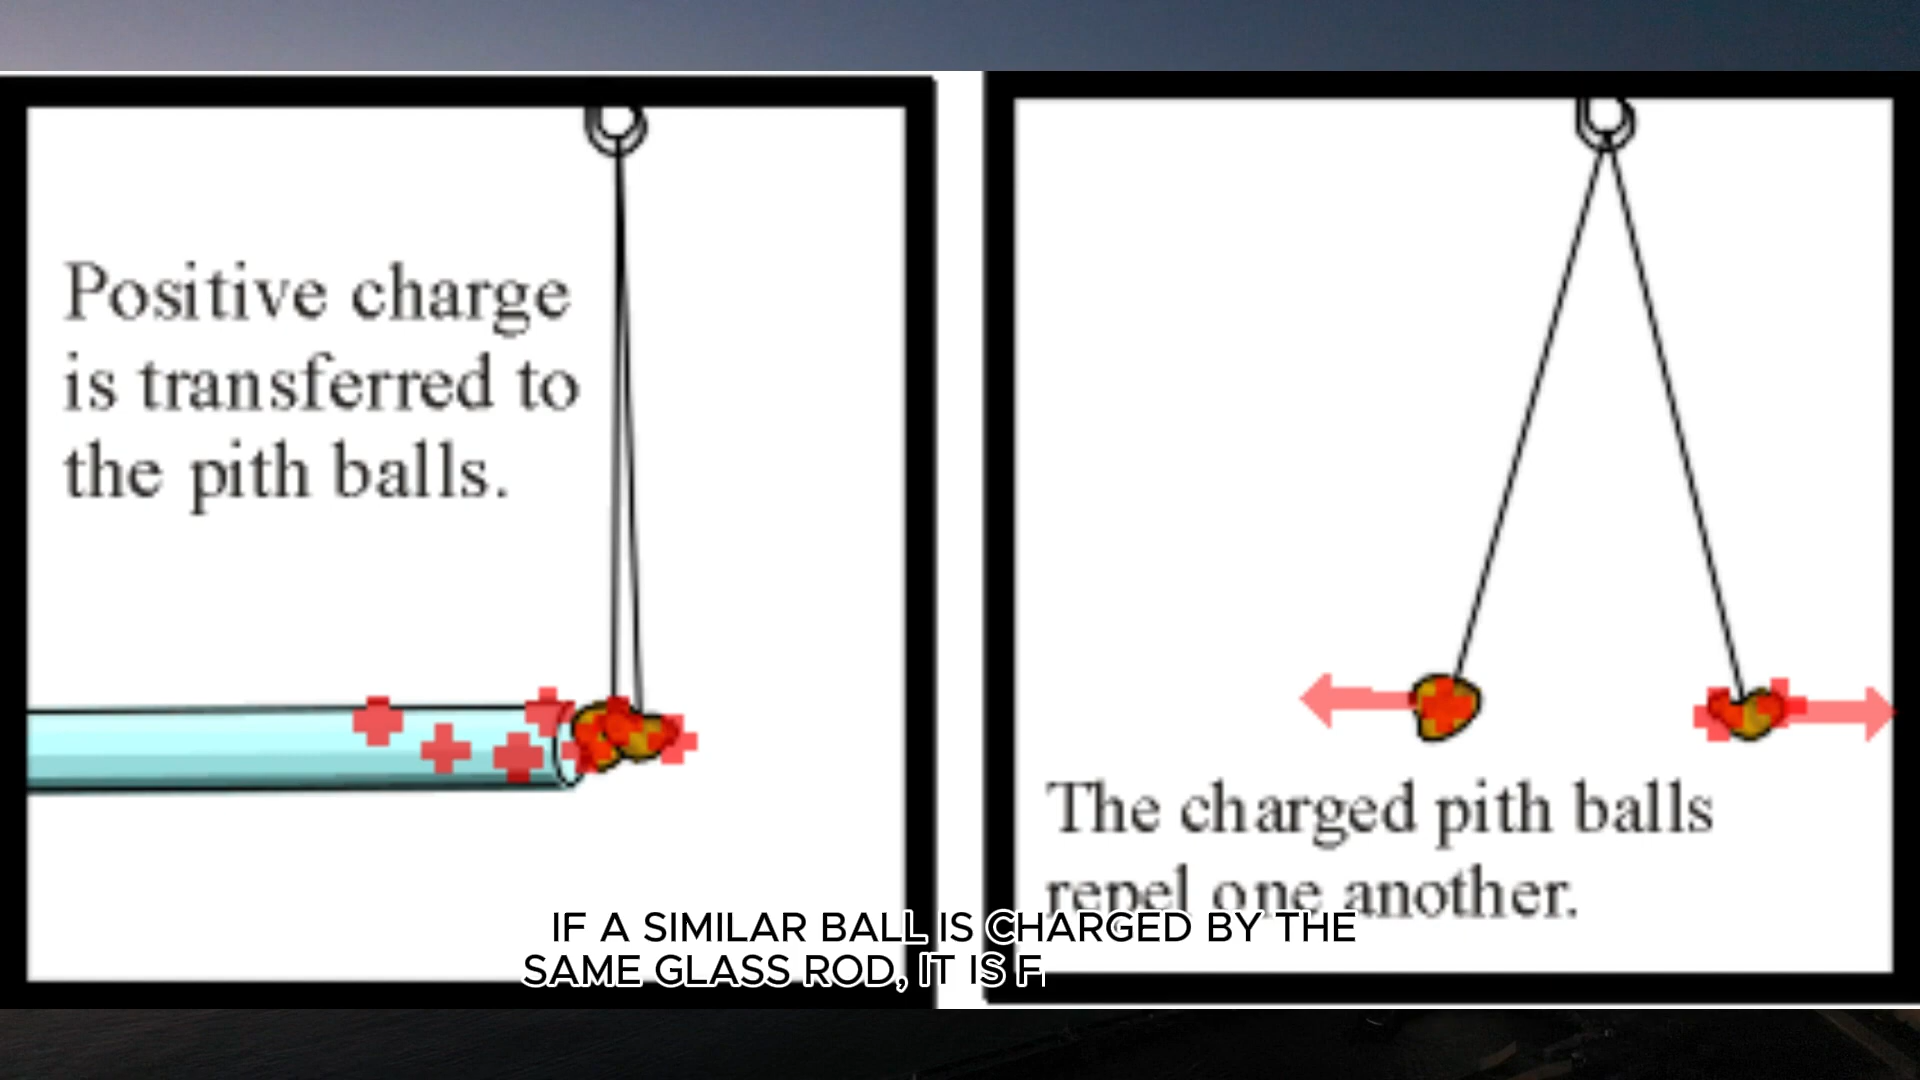 Positive charge
is transferred to
the pith balls.
The charged pith balls
repel one another.
IF A SIMILAR BALL IS CHARGED BY THE
SAME GLASS ROD, IT IS F